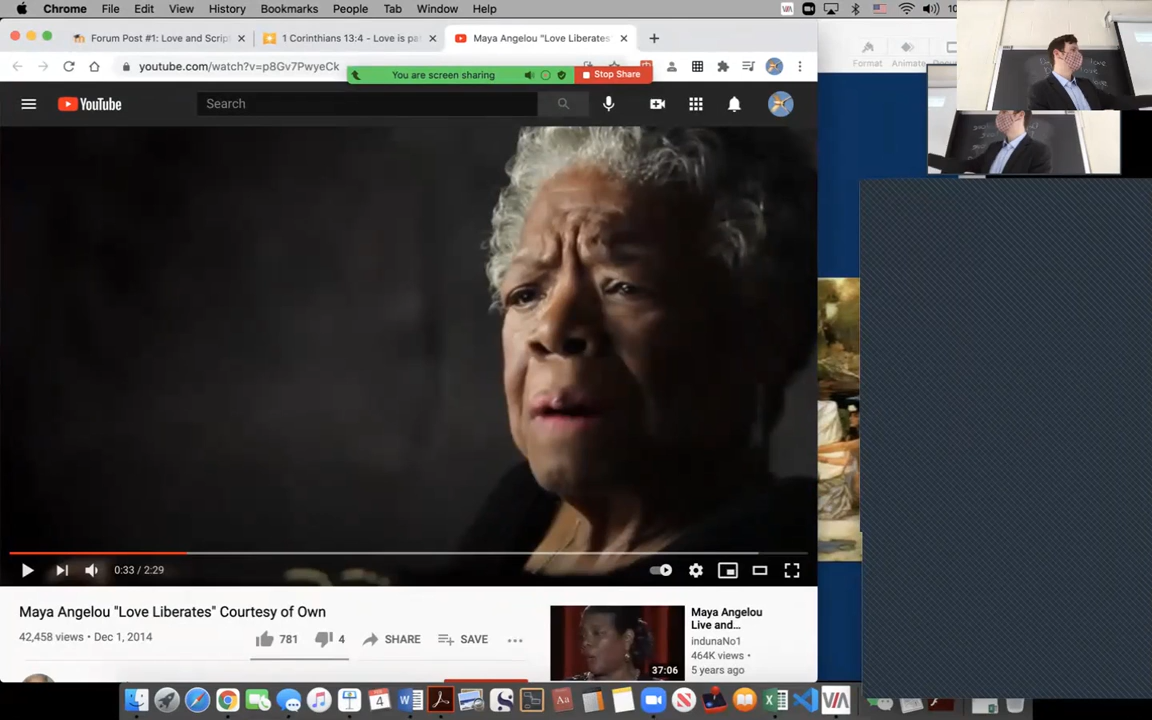 Chrome File Edit View History Bookmarks People Tab Window Help
Forum Post #1: Love and Script
1 Corinthians 13:4 - Love is pa
Maya Angelou "Love Liberates"
youtube.com/watch?v=p8Gv7PwyeCk
You are screen sharing
Stop Share
Format Animate
YouTube
Search
0:33 / 2:29
Maya Angelou "Love Liberates" Courtesy of Own
42,458 views • Dec 1, 2014
781 4 SHARE SAVE
37:06
Maya Angelou
Live and...
indunaNo1
464K views •
5 years ago